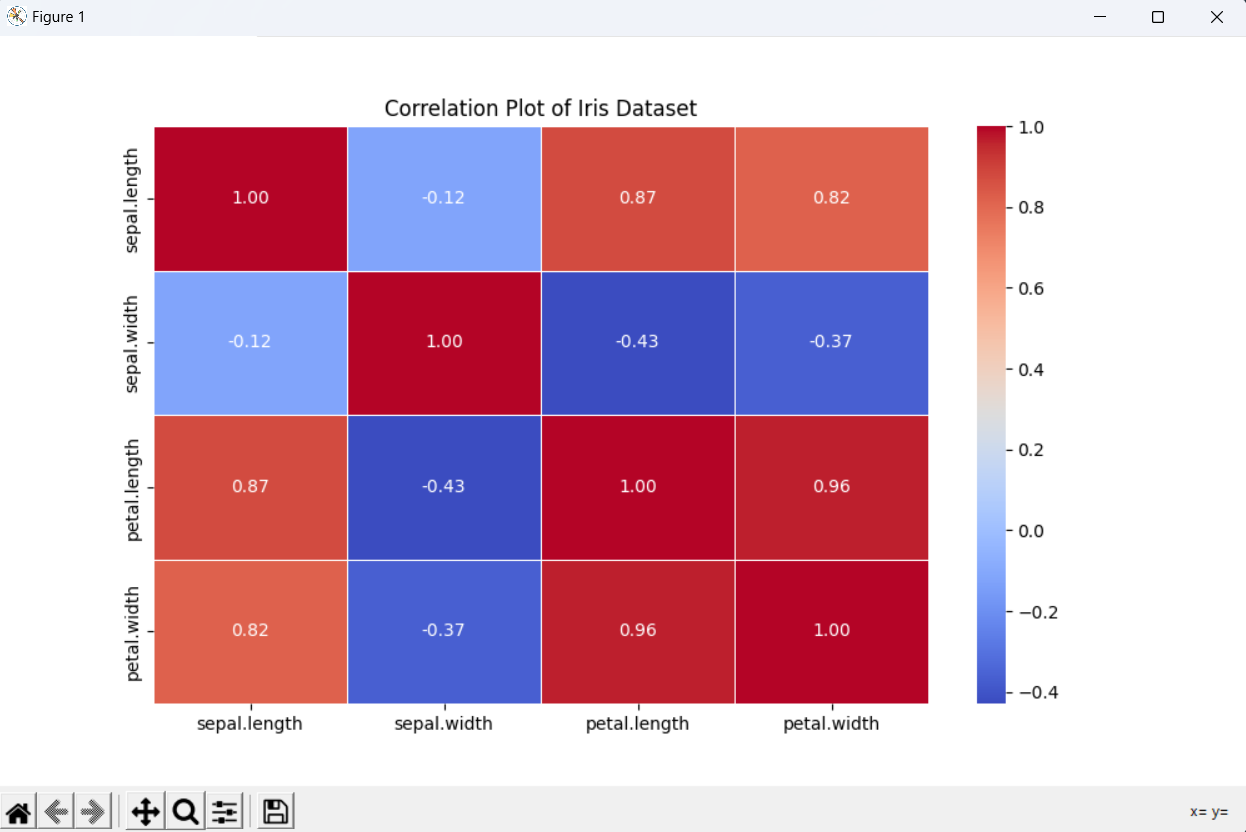 Figure 1
Correlation Plot of Iris Dataset
sepal.length 1.00 -0.12 0.87 0.82
sepal.width -0.12 1.00 -0.43 -0.37
petal.length 0.87 -0.43 1.00 0.96
petal.width 0.82 -0.37 0.96 1.00
sepal.length sepal.width petal.length petal.width
1.0
0.8
0.6
0.4
0.2
0.0
−0.2
−0.4
x= y=